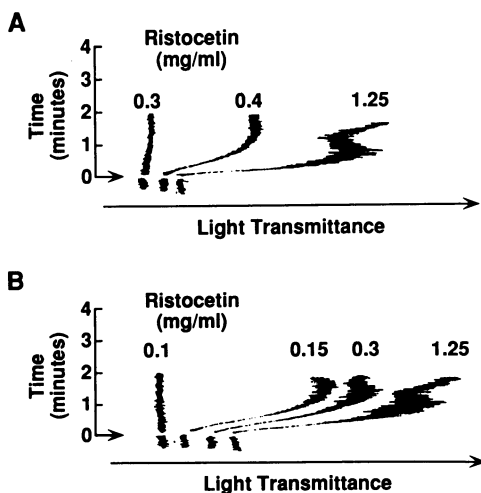 A
Ristocetin
(mg/ml)
0.3 0.4 1.25
Time
(minutes)
4
3
2
1
0
Light Transmittance
B
Ristocetin
(mg/ml)
0.1 0.15 0.3 1.25
Time
(minutes)
4
3
2
1
0
Light Transmittance